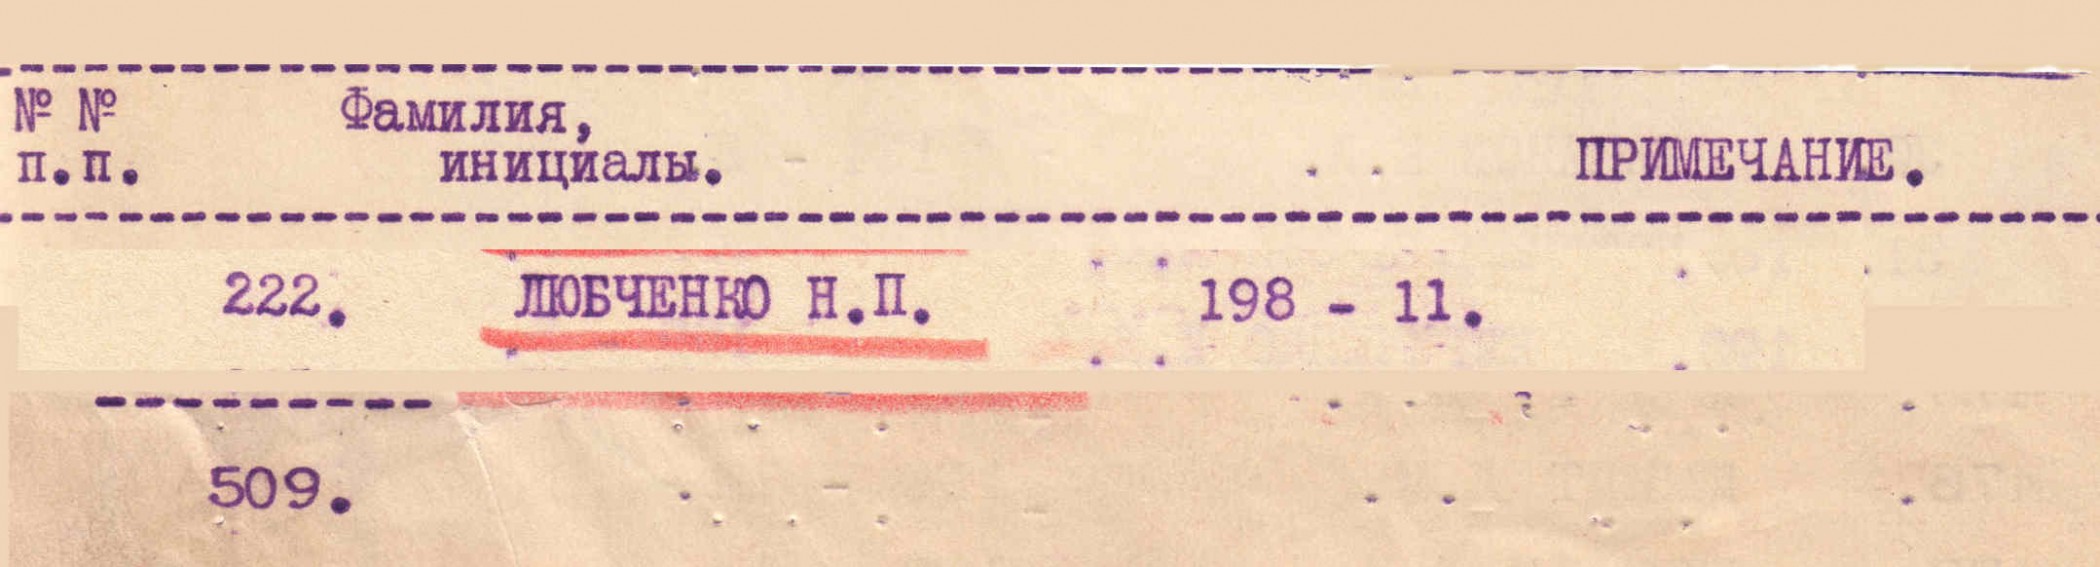 № № Фамилия,
п.п. инициалы. ПРИМЕЧАНИЕ.
222. ЛЮБЧЕНКО Н.П. 198 - 11.
509.